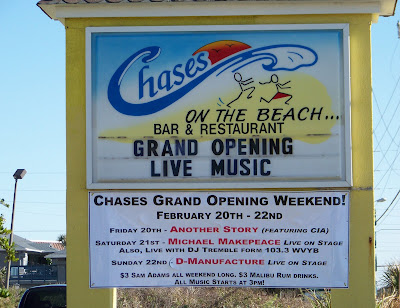 Chases
ON THE BEACH...
BAR & RESTAURANT
GRAND OPENING
LIVE MUSIC
CHASES GRAND OPENING WEEKEND!
FEBRUARY 20TH - 22ND
FRIDAY 20TH - ANOTHER STORY (FEATURING CIA)
SATURDAY 21ST - MICHAEL MAKEPEACE LIVE ON STAGE
ALSO, LIVE WITH DJ TREMBLE FORM 103.3 WVYB
SUNDAY 22ND - D-MANUFACTURE LIVE ON STAGE
$3 SAM ADAMS ALL WEEKEND LONG. $3 MALIBU RUM DRINKS.
ALL MUSIC STARTS AT 3PM!